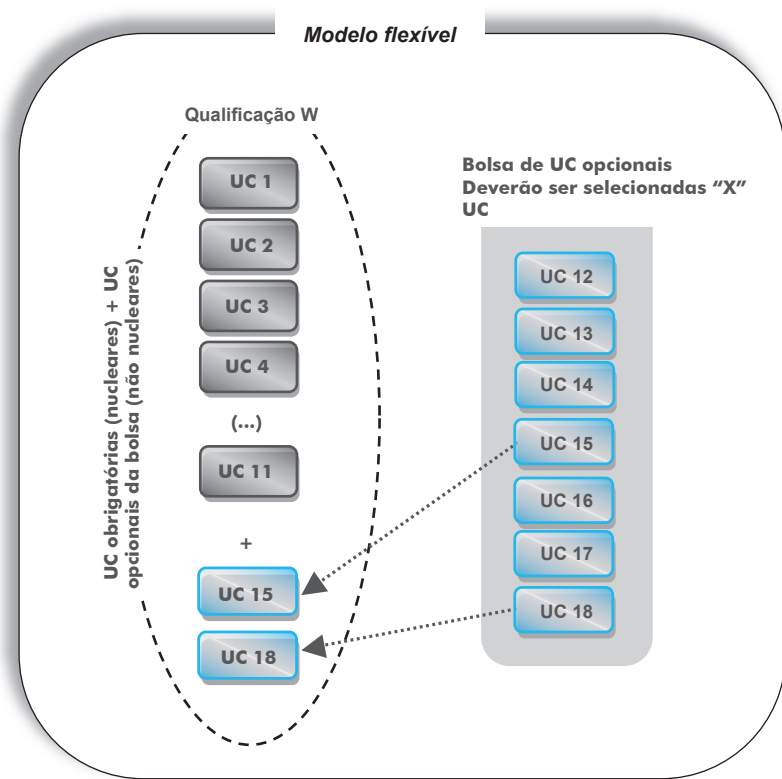 Modelo flexível
Qualificação W
UC obrigatórias (nucleares) + UC
opcionais da bolsa (não nucleares)
UC 1
UC 2
UC 3
UC 4
(...)
UC 11
+
UC 15
UC 18
Bolsa de UC opcionais
Deverão ser selecionadas “X”
UC
UC 12
UC 13
UC 14
UC 15
UC 16
UC 17
UC 18